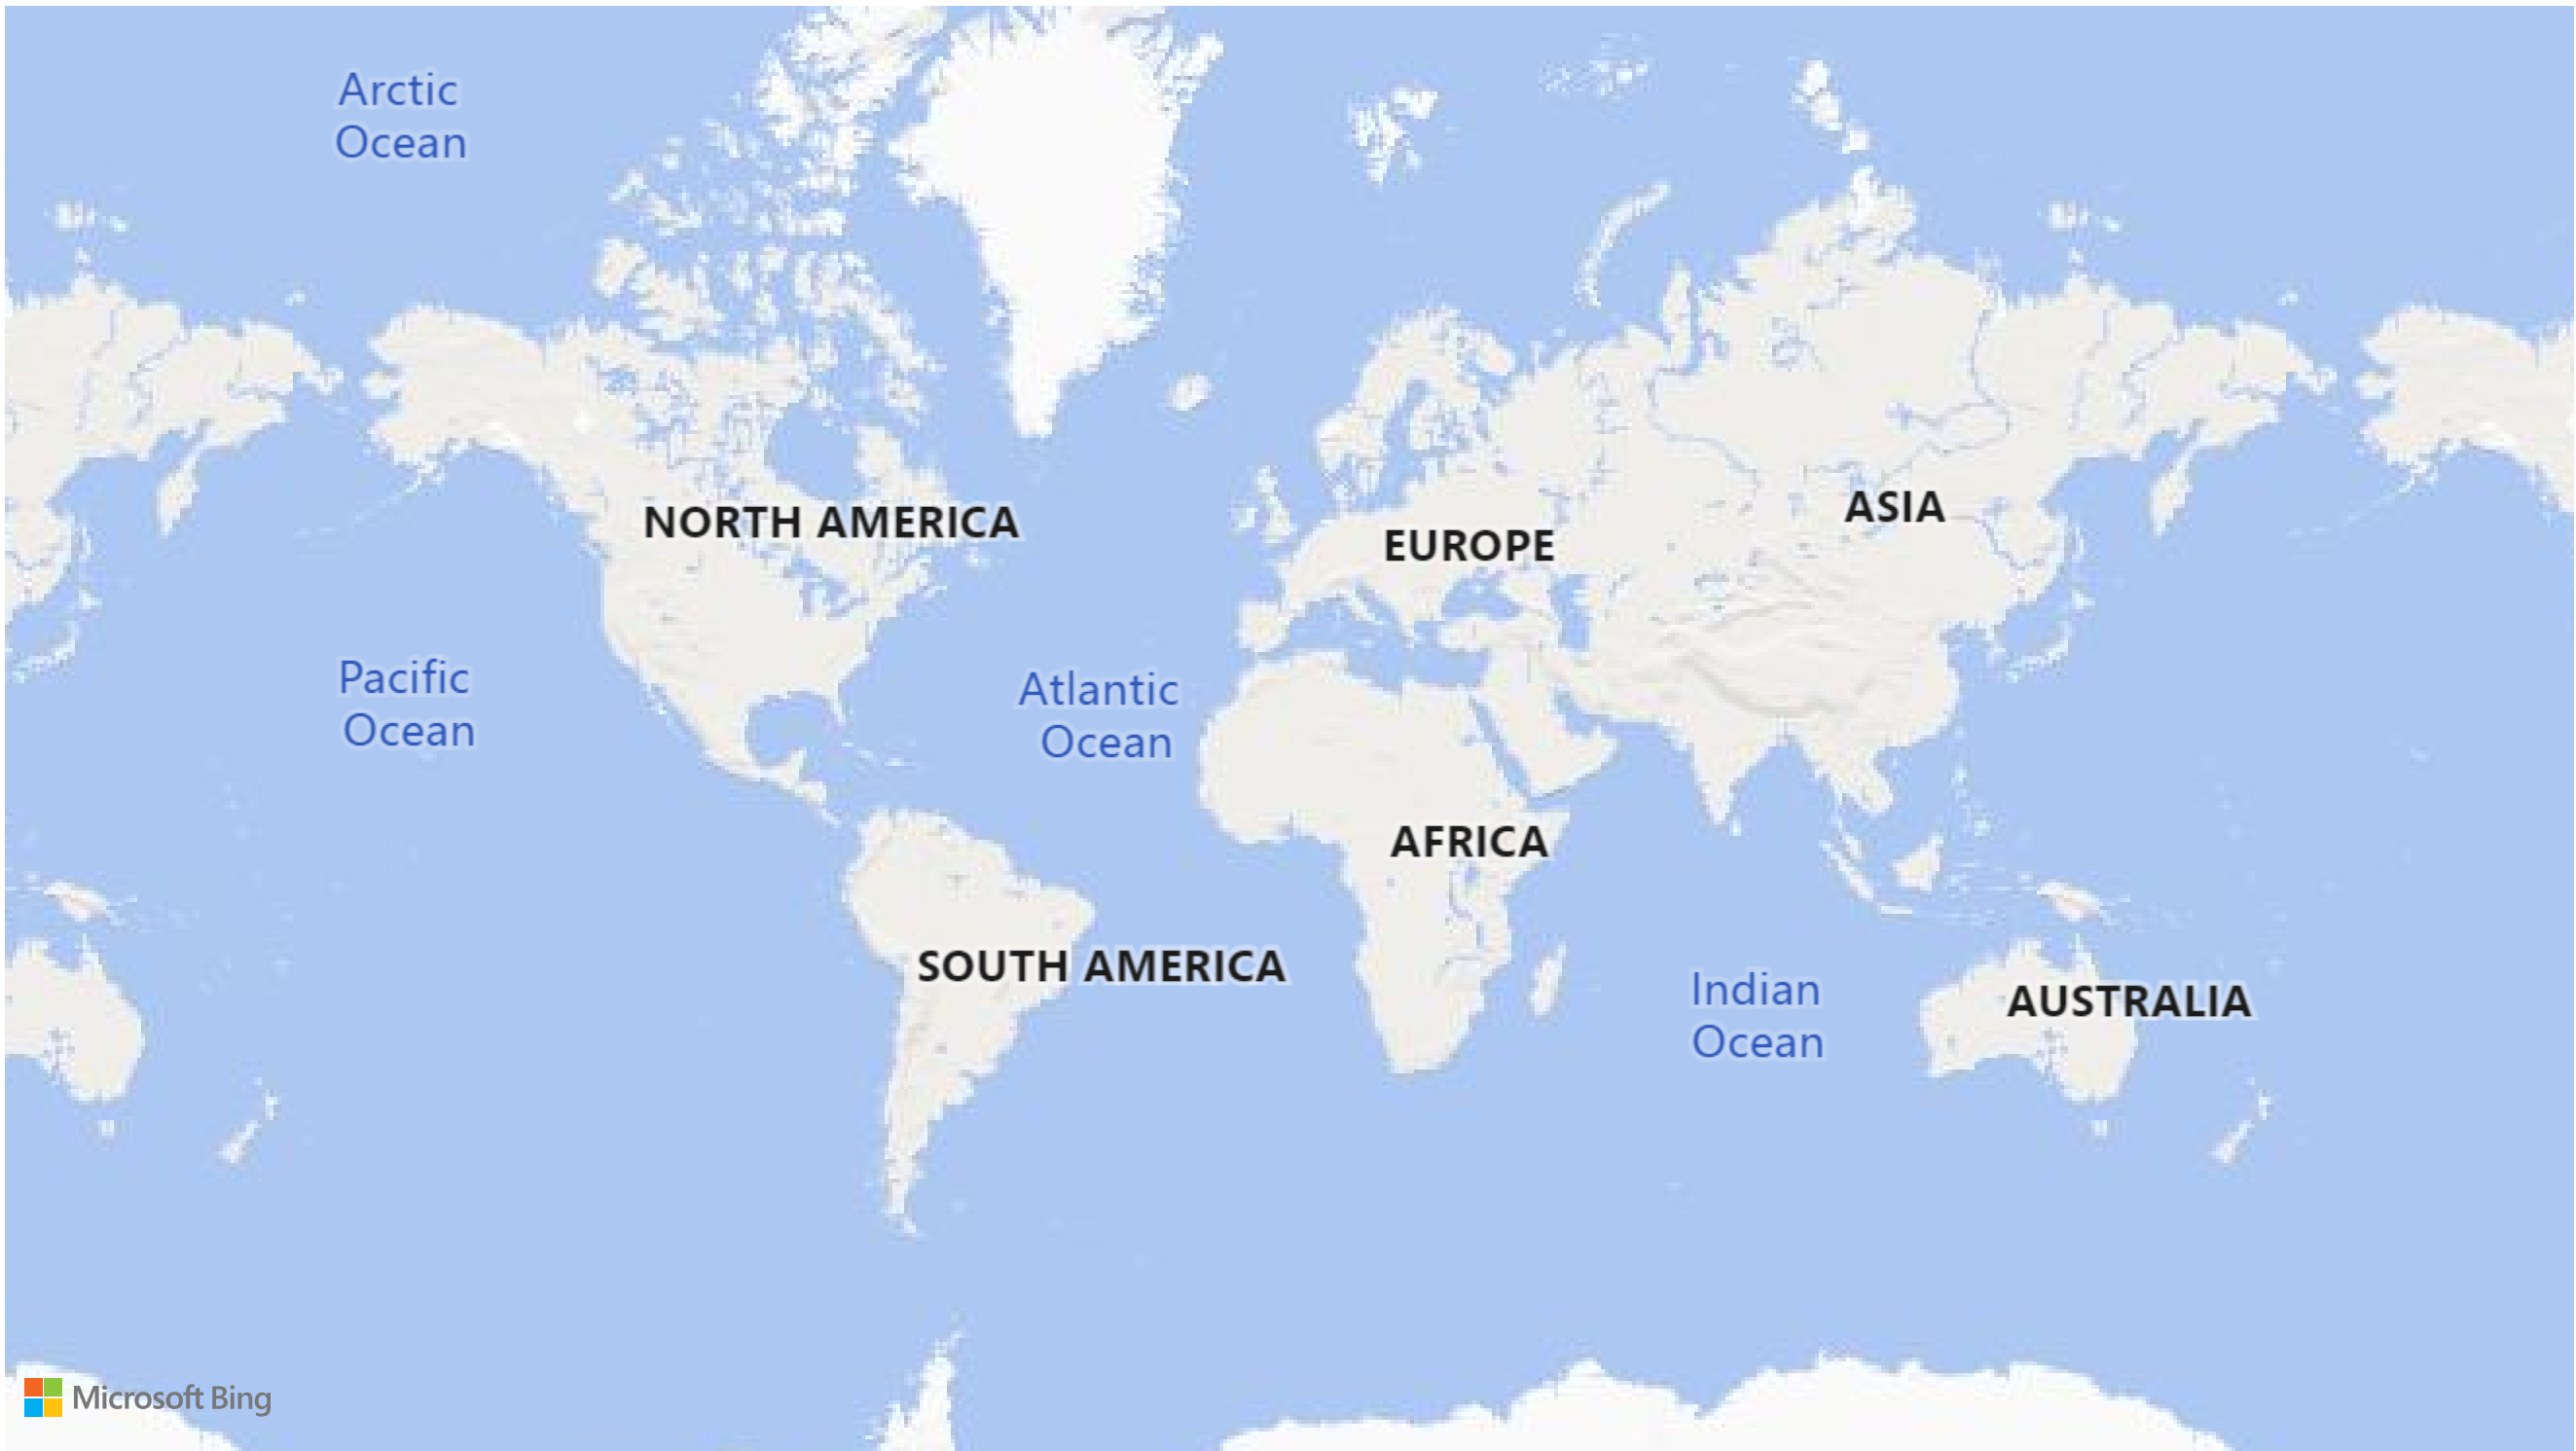 Arctic
Ocean
NORTH AMERICA
ASIA
EUROPE
Pacific
Ocean
Atlantic
Ocean
AFRICA
SOUTH AMERICA
Indian
Ocean
AUSTRALIA
Microsoft Bing